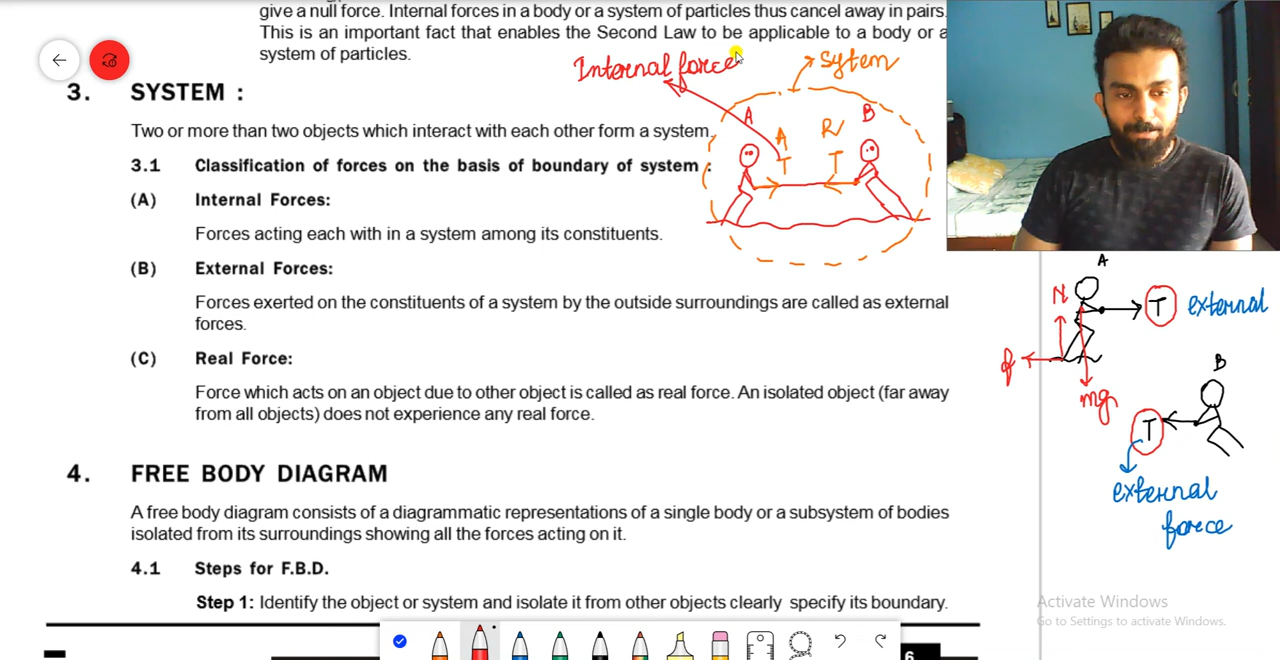 give a null force. Internal forces in a body or a system of particles thus cancel away in pairs.
This is an important fact that enables the Second Law to be applicable to a body or a
system of particles.
Internal force
sytem
3. SYSTEM :
A
B
Two or more than two objects which interact with each other form a system.
A
R
T
T
3.1 Classification of forces on the basis of boundary of system :
(A) Internal Forces:
Forces acting each with in a system among its constituents.
(B) External Forces:
Forces exerted on the constituents of a system by the outside surroundings are called as external
forces.
(C) Real Force:
Force which acts on an object due to other object is called as real force. An isolated object (far away
from all objects) does not experience any real force.
A
N
T external
f
mg
B
T
external
force
4. FREE BODY DIAGRAM
A free body diagram consists of a diagrammatic representations of a single body or a subsystem of bodies
isolated from its surroundings showing all the forces acting on it.
4.1 Steps for F.B.D.
Step 1: Identify the object or system and isolate it from other objects clearly specify its boundary.
Activate Windows
Go to Settings to activate Windows.
6